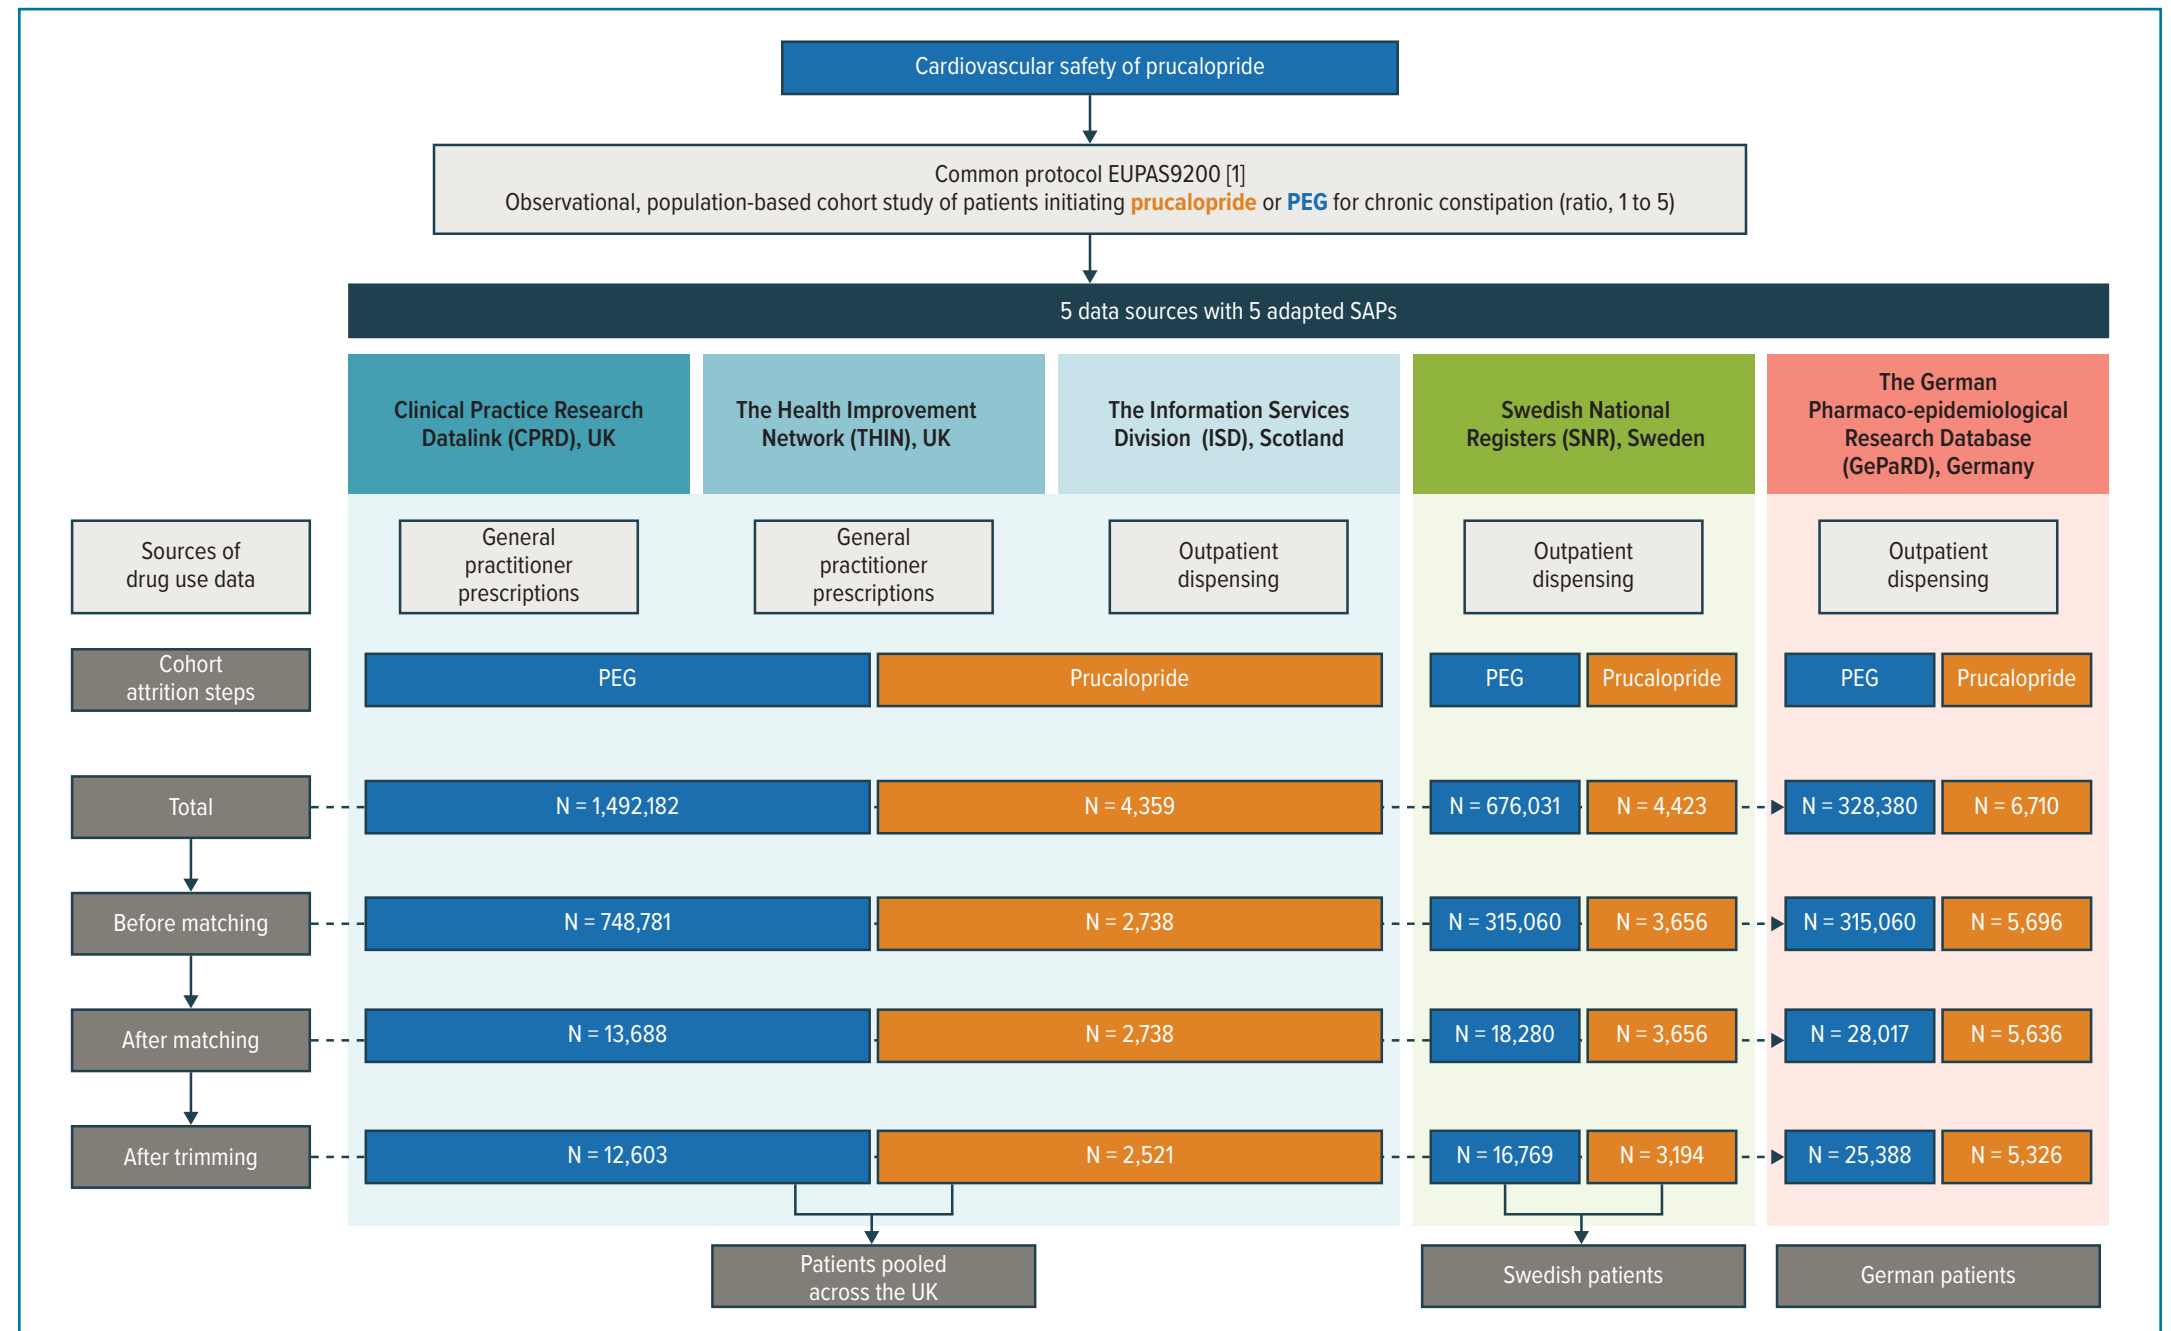 Cardiovascular safety of prucalopride
Common protocol EUPAS9200 [1]
Observational, population-based cohort study of patients initiating prucalopride or PEG for chronic constipation (ratio, 1 to 5)
5 data sources with 5 adapted SAPs
Clinical Practice Research
Datalink (CPRD), UK
The Health Improvement
Network (THIN), UK
The Information Services
Division (ISD), Scotland
Swedish National
Registers (SNR), Sweden
The German
Pharmaco-epidemiological
Research Database
(GePaRD), Germany
Sources of
drug use data
General
practitioner
prescriptions
General
practitioner
prescriptions
Outpatient
dispensing
Outpatient
dispensing
Outpatient
dispensing
Cohort
attrition steps
PEG
Prucalopride
PEG
Prucalopride
PEG
Prucalopride
Total
N = 1,492,182
N = 4,359
N = 676,031
N = 4,423
N = 328,380
N = 6,710
Before matching
N = 748,781
N = 2,738
N = 315,060
N = 3,656
N = 315,060
N = 5,696
After matching
N = 13,688
N = 2,738
N = 18,280
N = 3,656
N = 28,017
N = 5,636
After trimming
N = 12,603
N = 2,521
N = 16,769
N = 3,194
N = 25,388
N = 5,326
Patients pooled
across the UK
Swedish patients
German patients